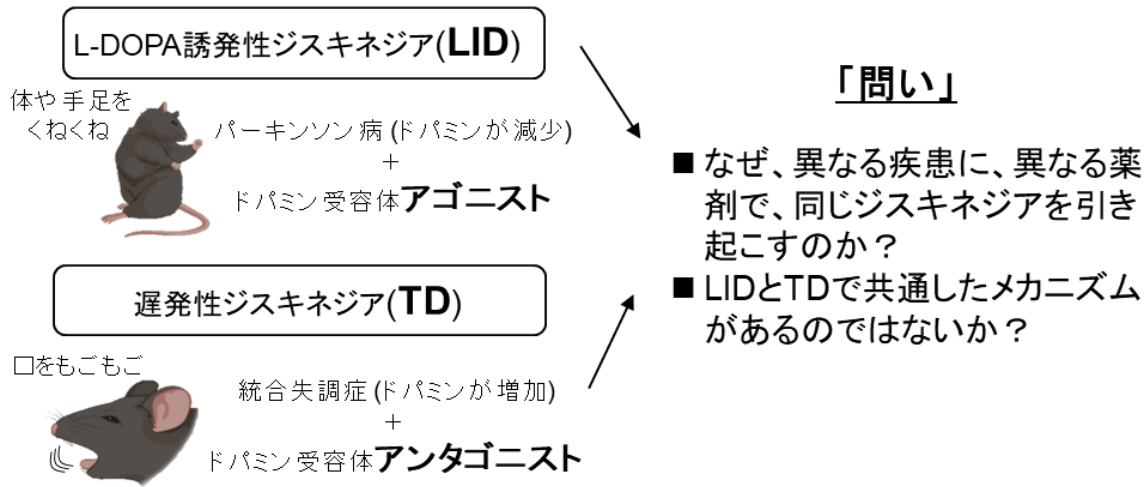 L-DOPA誘発性ジスキネジア(LID)
体や手足を
くねくね
パーキンソン病(ドパミンが減少)
+
ドパミン受容体アゴニスト
遅発性ジスキネジア(TD)
口をもごもご
統合失調症(ドパミンが増加)
+
ドパミン受容体アンタゴニスト
「問い」
■ なぜ、異なる疾患に、異なる薬
剤で、同じジスキネジアを引き
起こすのか？
■ LIDとTDで共通したメカニズム
があるのではないか？